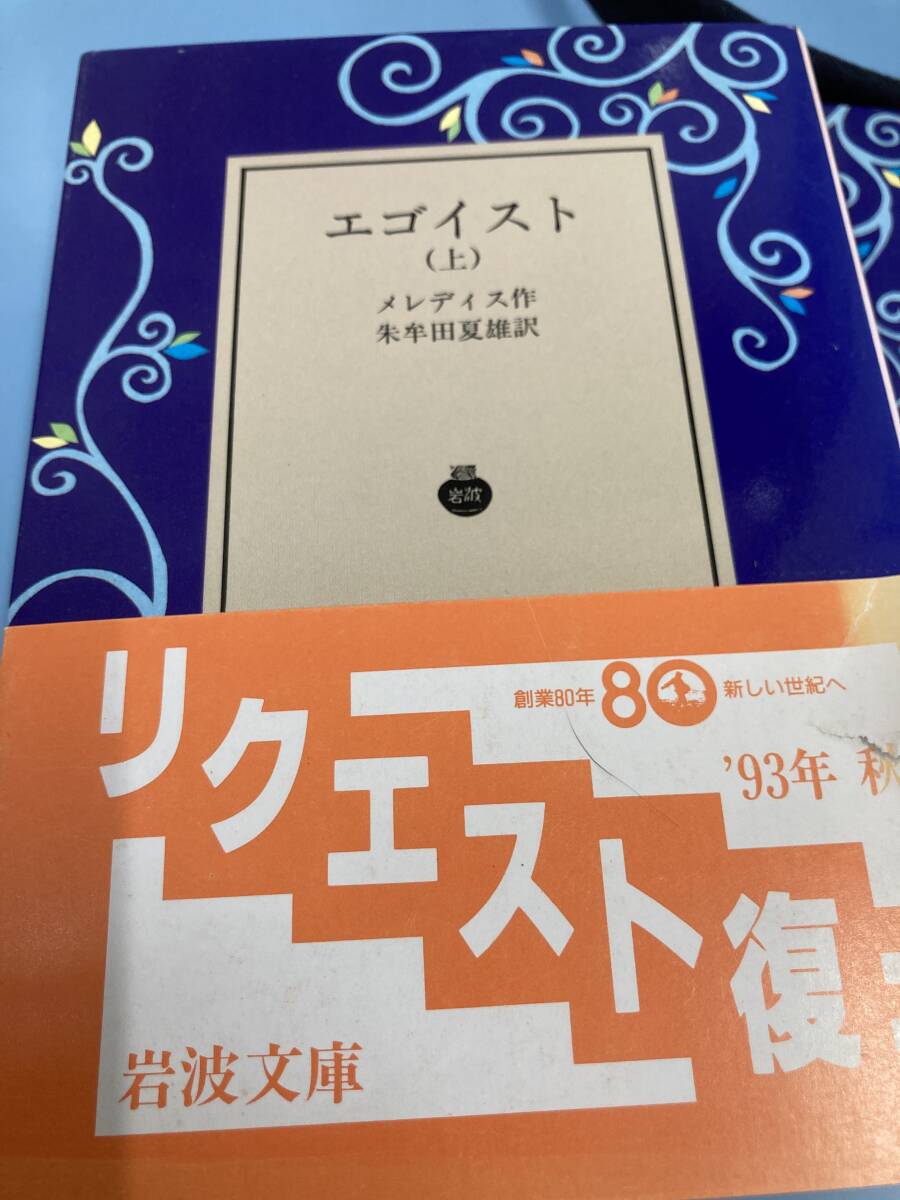 エゴイスト
(上)
メレディス作
朱牟田夏雄訳
岩波
創業80年 80 新しい世紀へ
'93年 秋
リクエスト復
岩波文庫